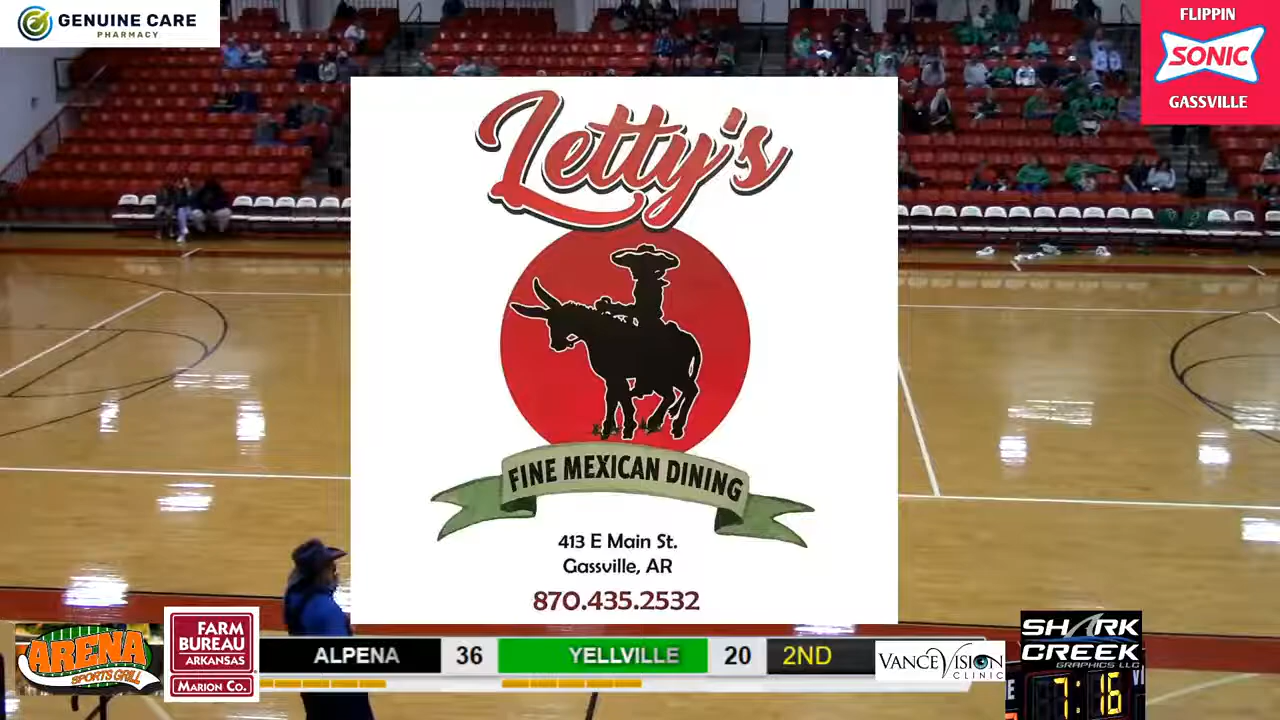 GENUINE CARE
PHARMACY
FLIPPIN
SONIC
GASSVILLE
Letty's
FINE MEXICAN DINING
413 E Main St.
Gassville, AR
870.435.2532
ARENA
SPORTS GRILL
FARM
BUREAU
ARKANSAS
MARION CO.
ALPENA 36 YELLVILLE 20 2ND
VANCE VISION
CLINIC
SHARK
CREEK
GRAPHICS LLC
7:16